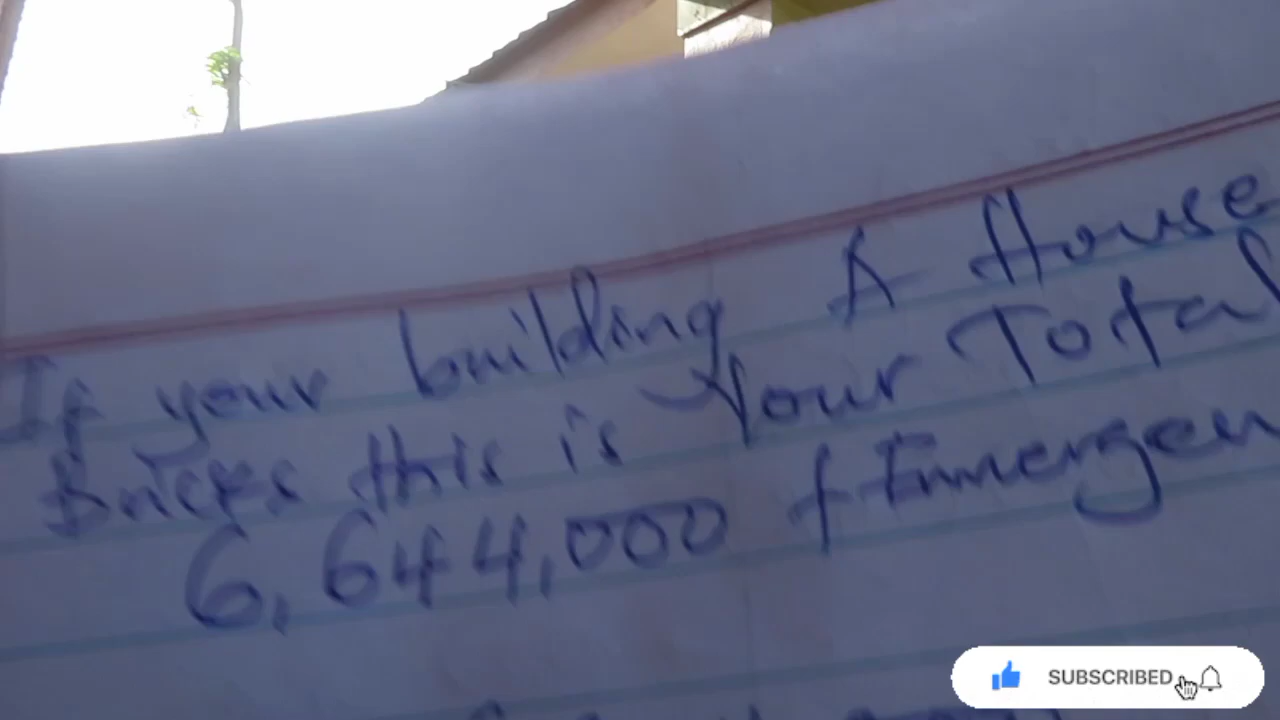 If your building A House
Bricks this is Your Total
6,644,000 + Emergen
SUBSCRIBED